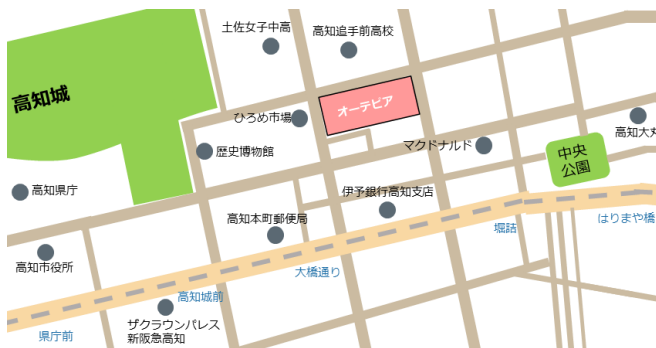 土佐女子中高
高知追手前高校
高知城
オーテピア
ひろめ市場
高知大丸
歴史博物館
マクドナルド
中央
公園
高知県庁
伊予銀行高知支店
高知本町郵便局
はりまや橋
堀詰
高知市役所
大橋通り
高知城前
ザクラウンパレス
新阪急高知
県庁前